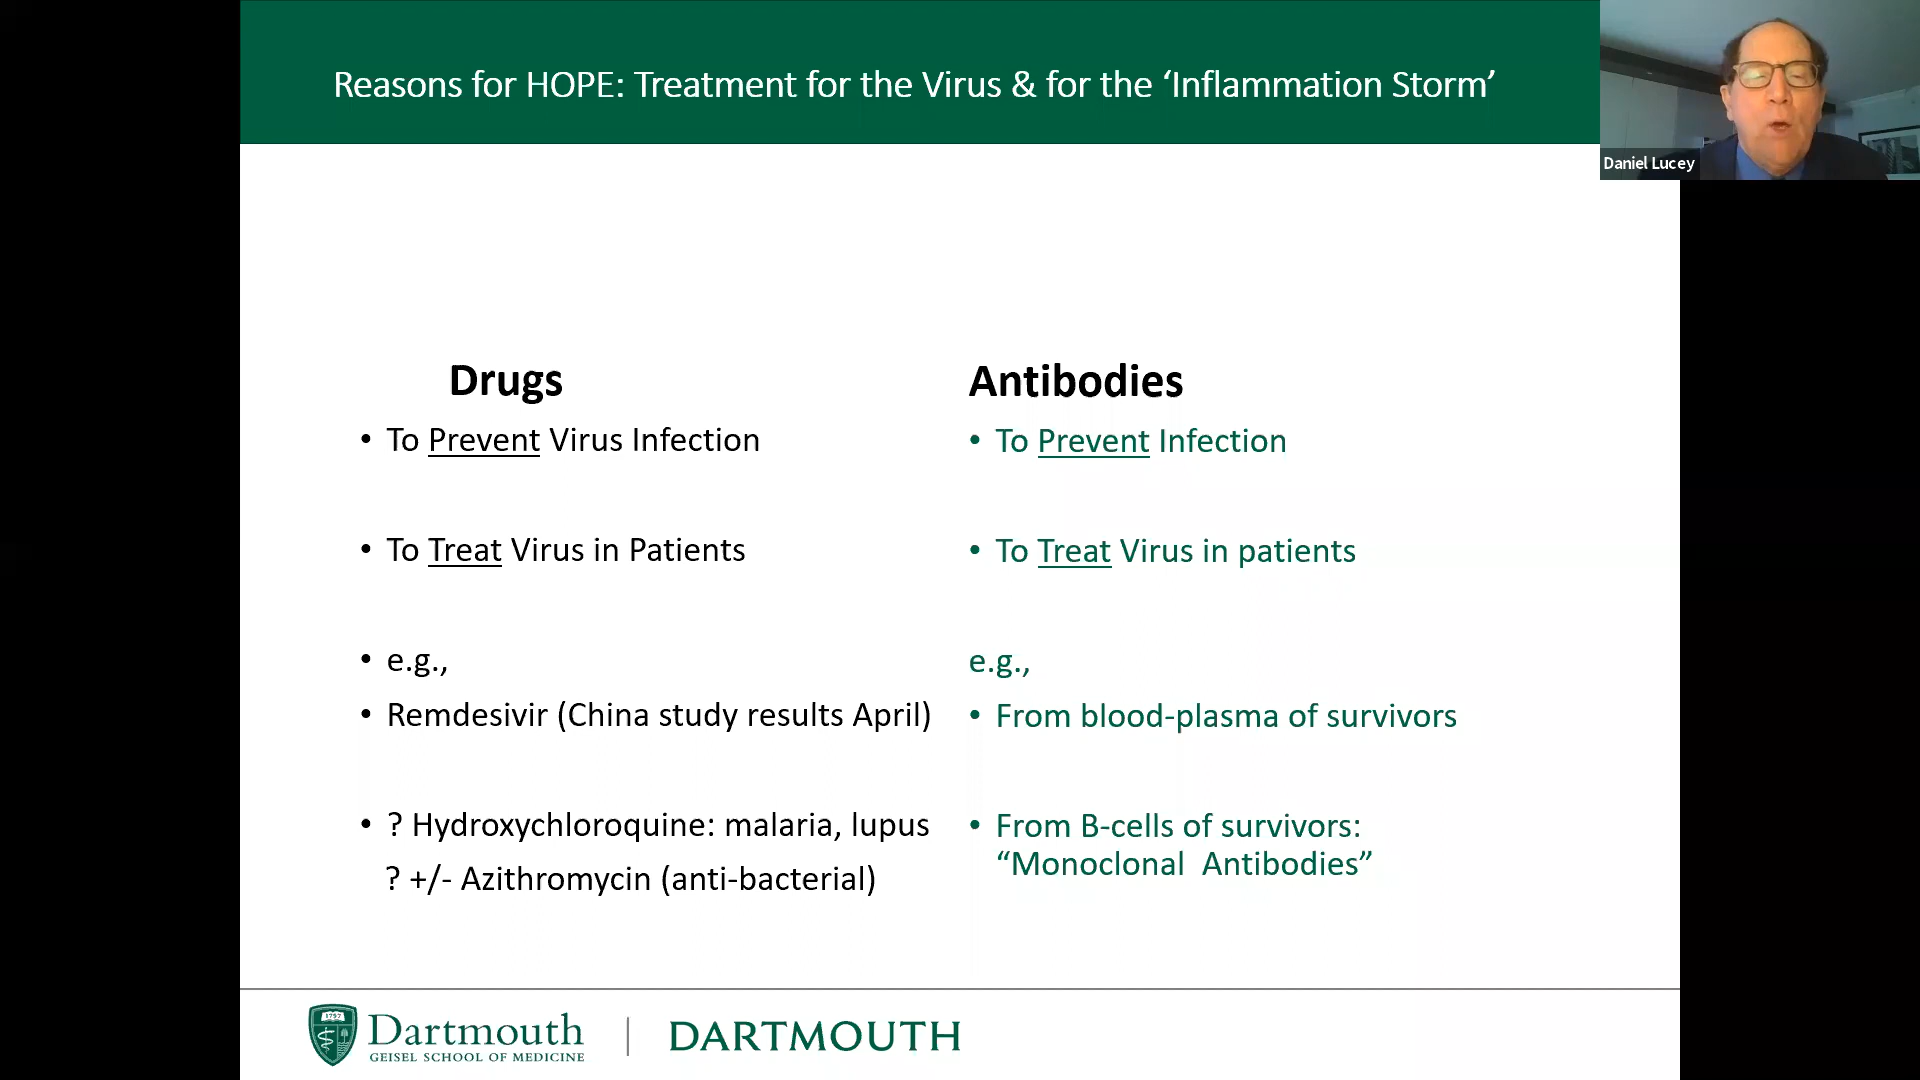 Reasons for HOPE: Treatment for the Virus & for the ‘Inflammation Storm’
Daniel Lucey
Drugs
• To Prevent Virus Infection
• To Treat Virus in Patients
• e.g.,
• Remdesivir (China study results April)
• ? Hydroxychloroquine: malaria, lupus
? +/- Azithromycin (anti-bacterial)
Antibodies
• To Prevent Infection
• To Treat Virus in patients
e.g.,
• From blood-plasma of survivors
• From B-cells of survivors:
“Monoclonal  Antibodies”
1797
Dartmouth
GEISEL SCHOOL OF MEDICINE
DARTMOUTH